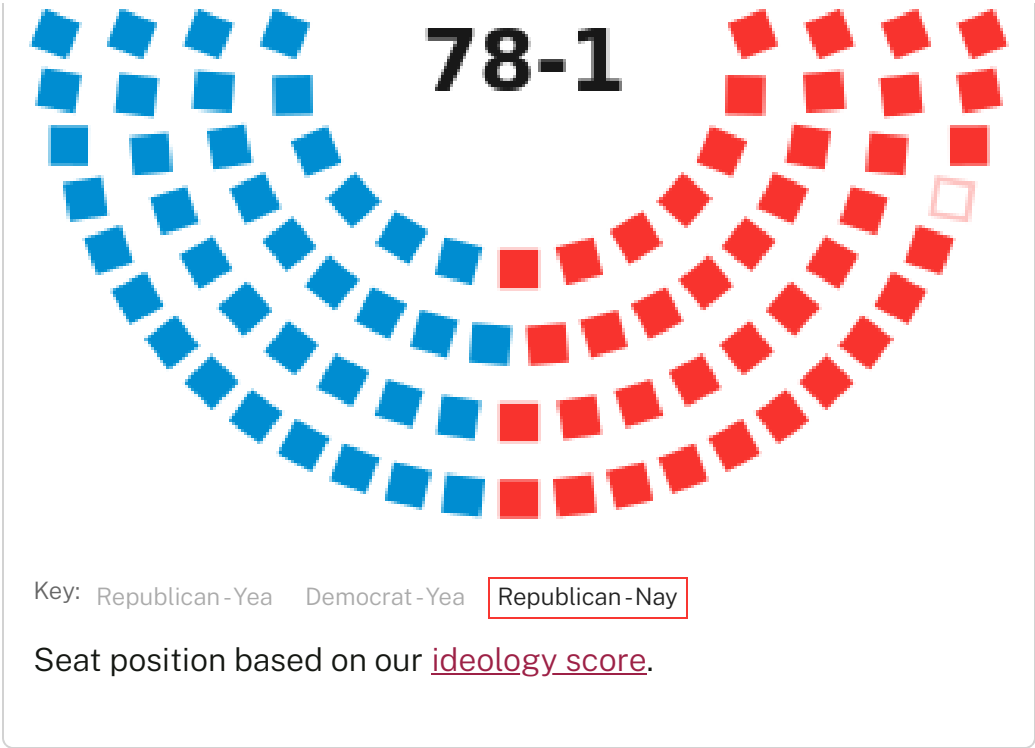 78-1
Key: Republican - Yea Democrat - Yea Republican - Nay
Seat position based on our ideology score.